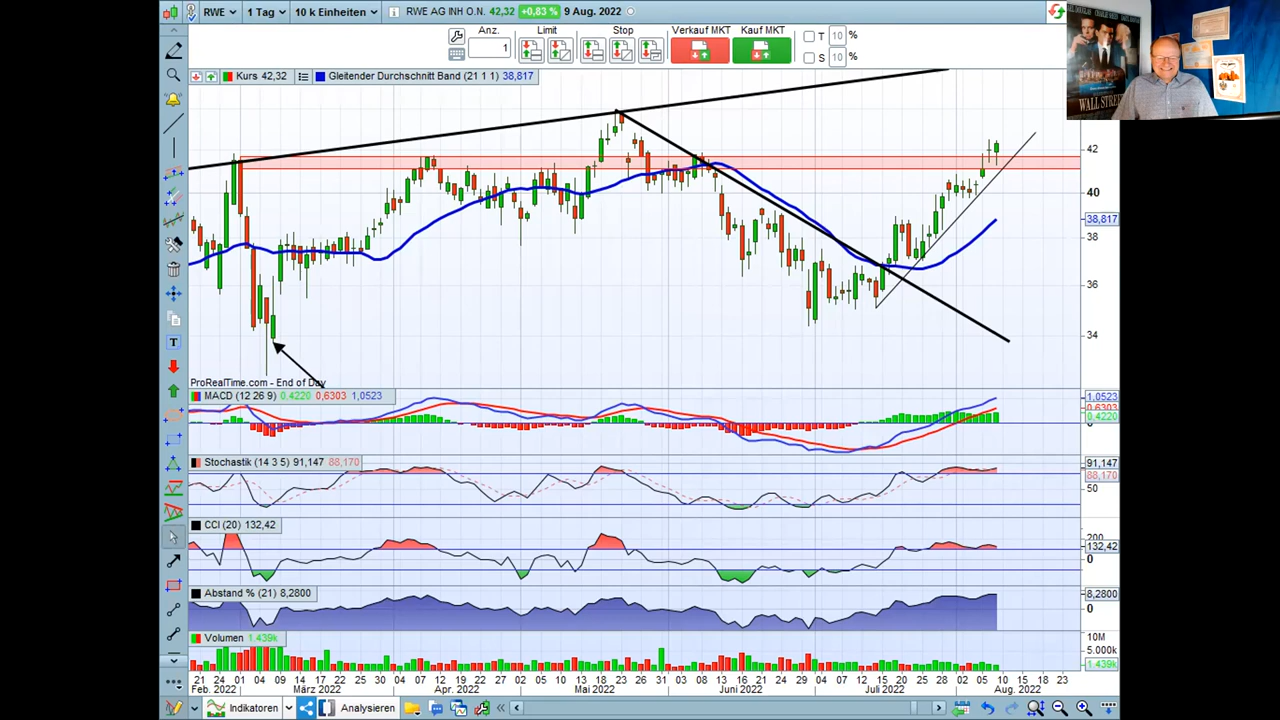 RWE 1 Tag 10 k Einheiten RWE AG INH O.N. 42,32 +0,83 % 9 Aug. 2022
Anz. Limit Stop Verkauf MKT Kauf MKT T 10 %
1 S 10 %
Kurs 42,32 Gleitender Durchschnitt Band (21 1 1) 38,817
WALL STREET
42
40
38,817
38
36
34
ProRealTime.com - End of Day
MACD (12 26 9) 0,4220 0,6303 1,0523
1,0523
0,6303
0,4220
0
Stochastik (14 3 5) 91,147 88,170
91,147
88,170
50
CCI (20) 132,42
200
132,42
0
Abstand % (21) 8,2800
8,2800
0
Volumen 1.439k
10M
5.000k
1.439k
21 24 01 04 09 14 17 22 25 30 04 07 12 19 22 27 02 05 10 13 18 23 26 31 03 08 13 16 21 24 29 04 07 12 15 20 25 28 02 05 10 15 18 23
Feb. 2022 März 2022 Apr. 2022 Mai 2022 Juni 2022 Juli 2022 Aug. 2022
Indikatoren Analysieren